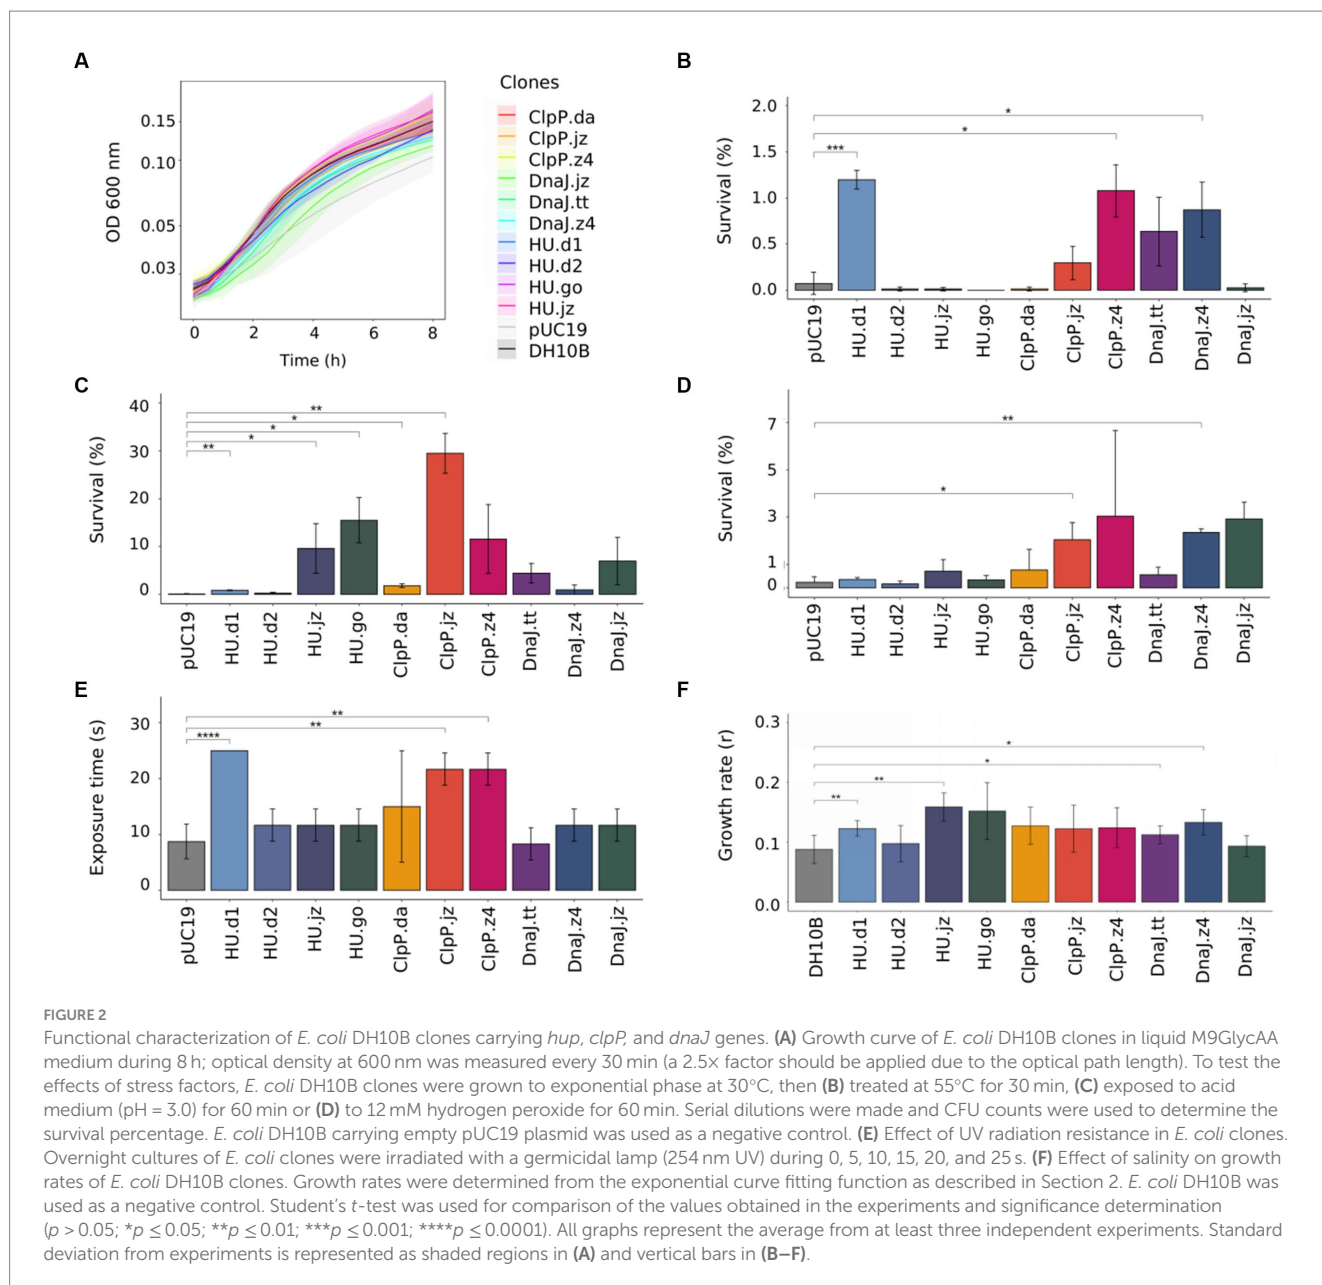 A
OD 600 nm
0.15
0.10
0.05
0.03
0
2
4
6
8
Time (h)
Clones
ClpP.da
ClpP.jz
ClpP.z4
DnaJ.jz
DnaJ.tt
DnaJ.z4
HU.d1
HU.d2
HU.go
HU.jz
pUC19
DH10B
B
Survival (%)
2.0
1.5
1.0
0.5
0.0
*
*
***
pUC19
HU.d1
HU.d2
HU.jz
HU.go
ClpP.da
ClpP.jz
ClpP.z4
DnaJ.tt
DnaJ.z4
DnaJ.jz
C
Survival (%)
40
30
20
10
0
**
*
*
*
**
pUC19
HU.d1
HU.d2
HU.jz
HU.go
ClpP.da
ClpP.jz
ClpP.z4
DnaJ.tt
DnaJ.z4
DnaJ.jz
D
Survival (%)
7
5
3
1
0
**
*
pUC19
HU.d1
HU.d2
HU.jz
HU.go
ClpP.da
ClpP.jz
ClpP.z4
DnaJ.tt
DnaJ.z4
DnaJ.jz
E
Exposure time (s)
30
20
10
0
**
**
****
pUC19
HU.d1
HU.d2
HU.jz
HU.go
ClpP.da
ClpP.jz
ClpP.z4
DnaJ.tt
DnaJ.z4
DnaJ.jz
F
Growth rate (r)
0.3
0.2
0.1
0.0
*
*
**
**
DH10B
HU.d1
HU.d2
HU.jz
HU.go
ClpP.da
ClpP.jz
ClpP.z4
DnaJ.tt
DnaJ.z4
DnaJ.jz
FIGURE 2
Functional characterization of E. coli DH10B clones carrying hup, clpP, and dnaJ genes. (A) Growth curve of E. coli DH10B clones in liquid M9GlycAA
medium during 8 h; optical density at 600 nm was measured every 30 min (a 2.5× factor should be applied due to the optical path length). To test the
effects of stress factors, E. coli DH10B clones were grown to exponential phase at 30°C, then (B) treated at 55°C for 30 min, (C) exposed to acid
medium (pH = 3.0) for 60 min or (D) to 12 mM hydrogen peroxide for 60 min. Serial dilutions were made and CFU counts were used to determine the
survival percentage. E. coli DH10B carrying empty pUC19 plasmid was used as a negative control. (E) Effect of UV radiation resistance in E. coli clones.
Overnight cultures of E. coli clones were irradiated with a germicidal lamp (254 nm UV) during 0, 5, 10, 15, 20, and 25 s. (F) Effect of salinity on growth
rates of E. coli DH10B clones. Growth rates were determined from the exponential curve fitting function as described in Section 2. E. coli DH10B was
used as a negative control. Student's t-test was used for comparison of the values obtained in the experiments and significance determination
(p > 0.05; *p ≤ 0.05; **p ≤ 0.01; ***p ≤ 0.001; ****p ≤ 0.0001). All graphs represent the average from at least three independent experiments. Standard
deviation from experiments is represented as shaded regions in (A) and vertical bars in (B–F).